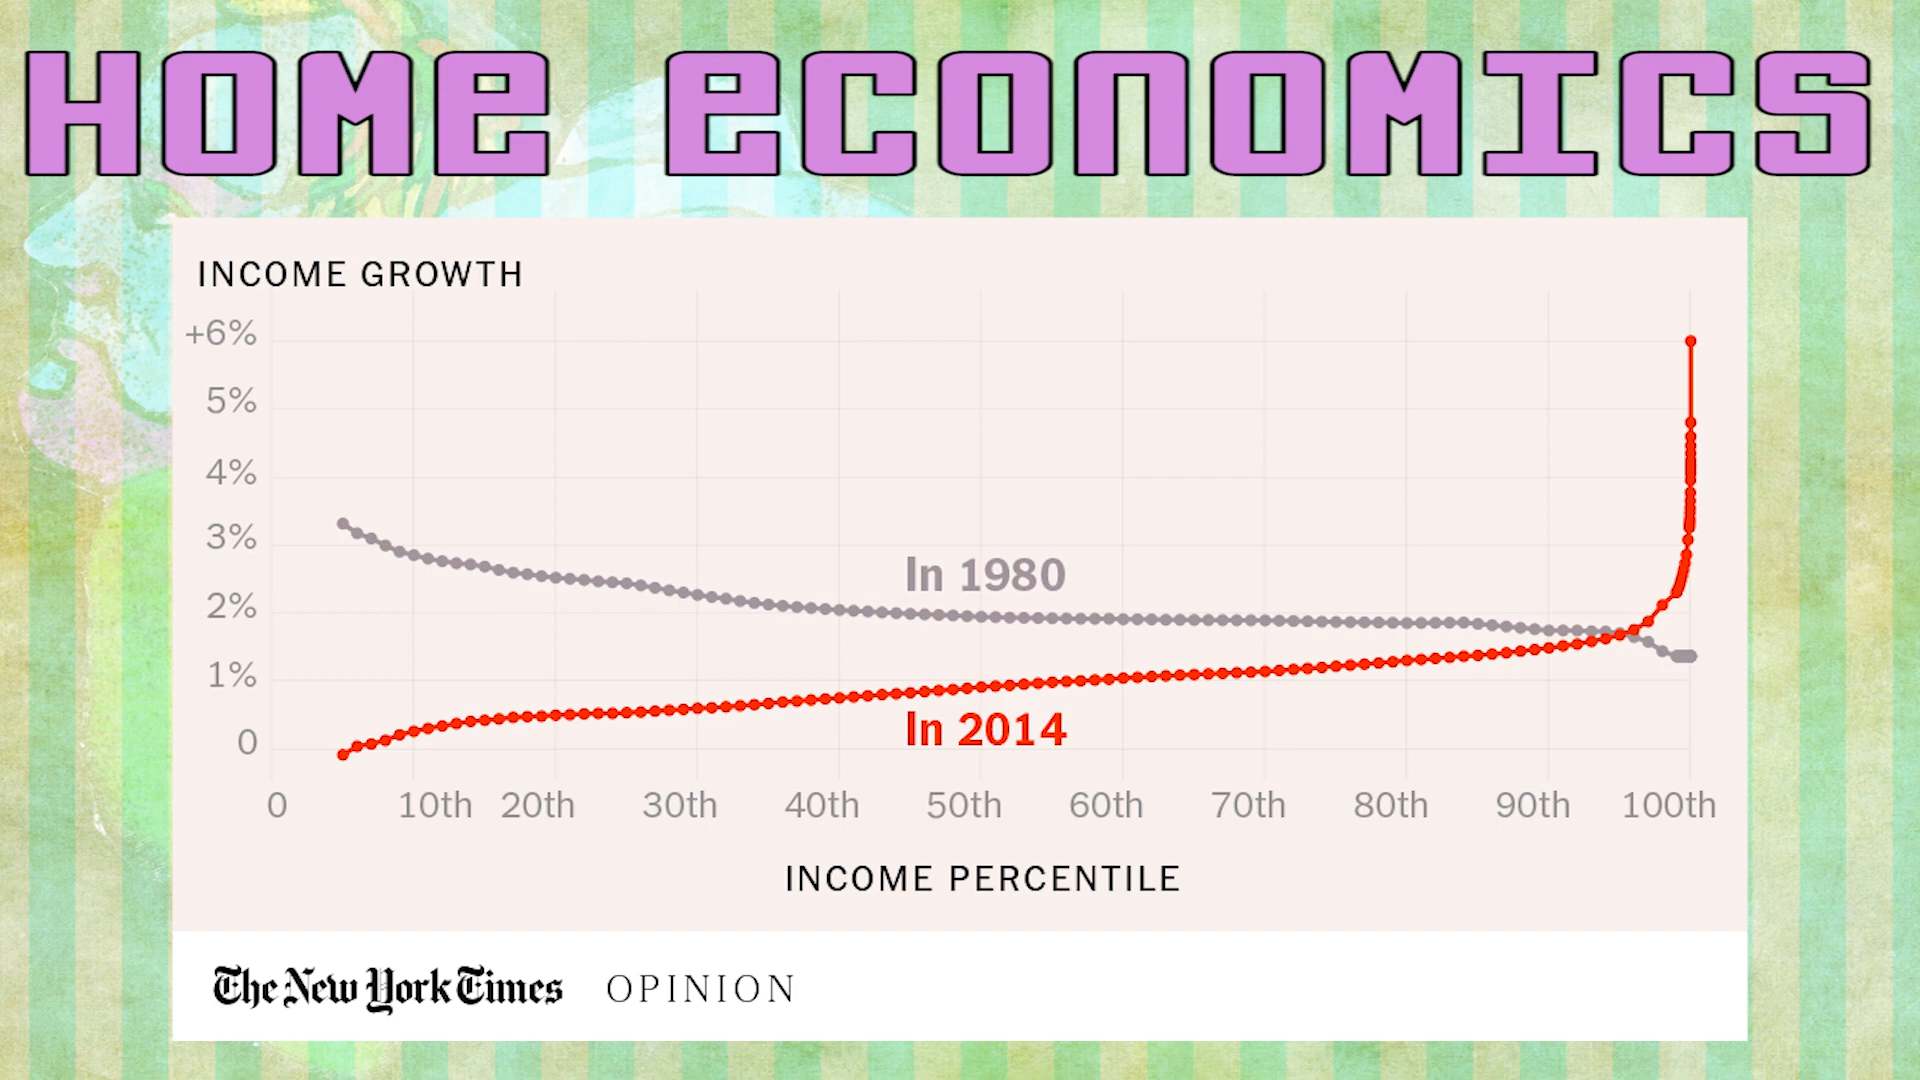 HOME ECONOMICS
INCOME GROWTH
+6%
5%
4%
3%
2%
1%
0
In 1980
In 2014
0 10th 20th 30th 40th 50th 60th 70th 80th 90th 100th
INCOME PERCENTILE
The New York Times OPINION